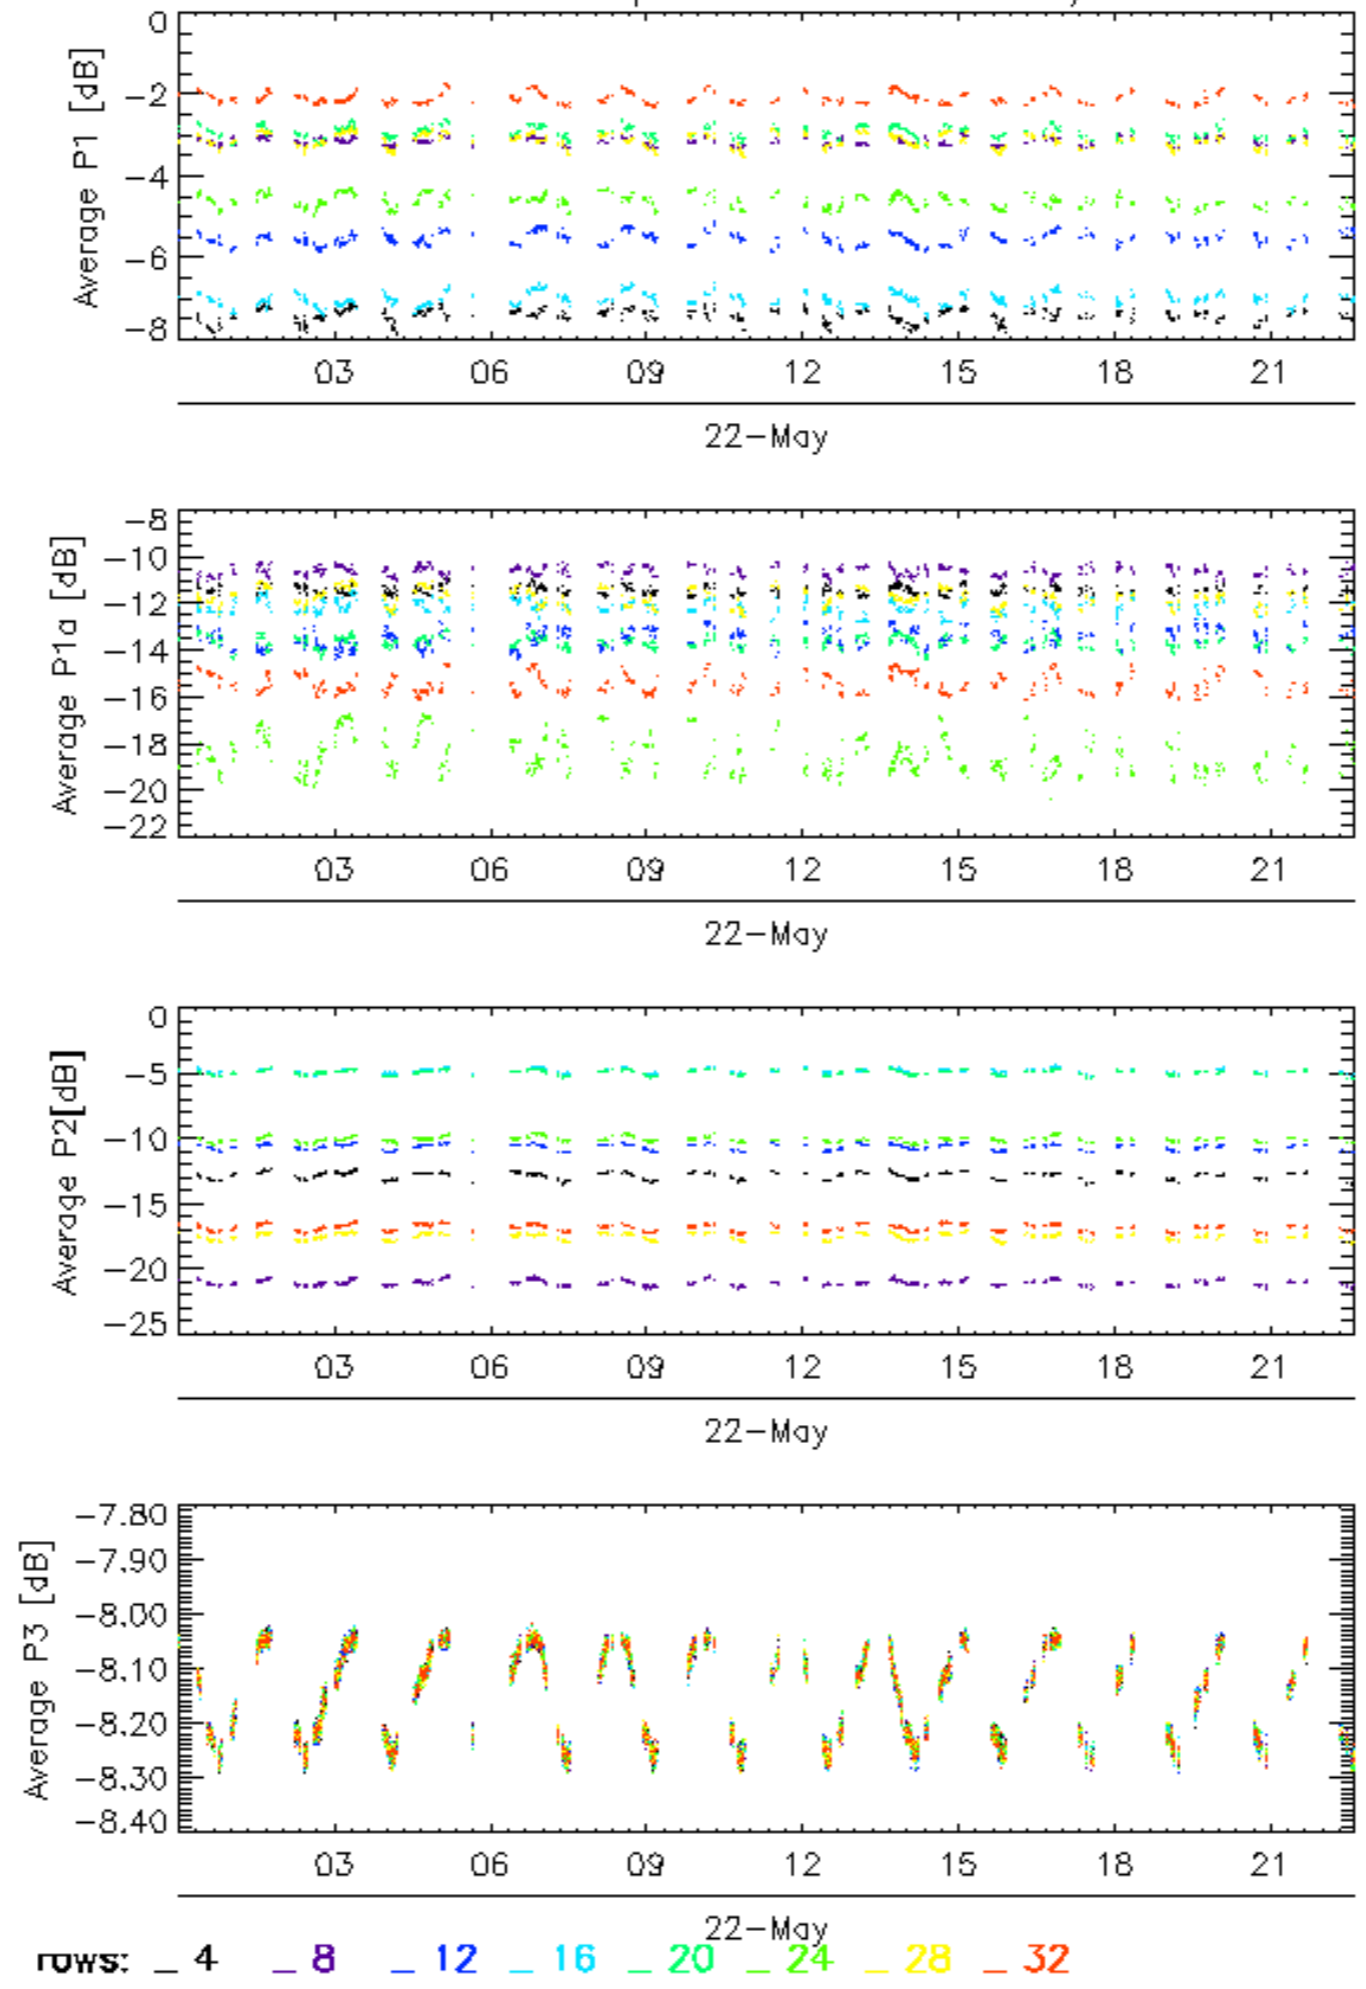 0
Average P1 [dB]
−2
−4
−6
−8
03 06 09 12 15 18 21
22−May
−8
Average P1a [dB]
−10
−12
−14
−16
−18
−20
−22
03 06 09 12 15 18 21
22−May
0
Average P2[dB]
−5
−10
−15
−20
−25
03 06 09 12 15 18 21
22−May
−7.80
Average P3 [dB]
−7.90
−8.00
−8.10
−8.20
−8.30
−8.40
03 06 09 12 15 18 21
22−May
rows: _ 4 _ 8 _ 12 _ 16 _ 20 _ 24 _ 28 _ 32